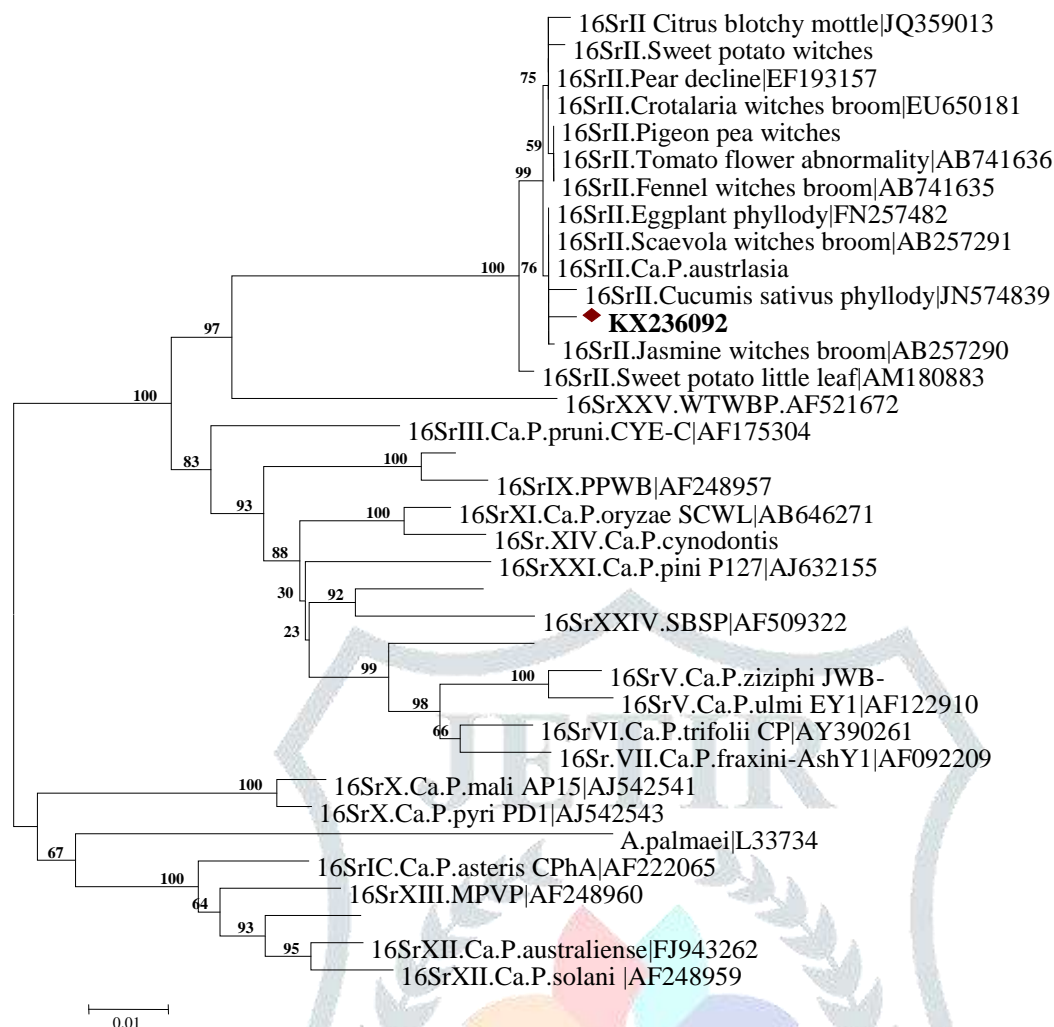 16SrII Citrus blotchy mottle|JQ359013
16SrII.Sweet potato witches
75
16SrII.Pear decline|EF193157
16SrII.Crotalaria witches broom|EU650181
16SrII.Pigeon pea witches
59
16SrII.Tomato flower abnormality|AB741636
99
16SrII.Fennel witches broom|AB741635
16SrII.Eggplant phyllody|FN257482
16SrII.Scaevola witches broom|AB257291
100
76
16SrII.Ca.P.austrlasia
16SrII.Cucumis sativus phyllody|JN574839
KX236092
97
16SrII.Jasmine witches broom|AB257290
16SrII.Sweet potato little leaf|AM180883
100
16SrXXV.WTWBP.AF521672
16SrIII.Ca.P.pruni.CYE-C|AF175304
83
100
16SrIX.PPWB|AF248957
93
100
16SrXI.Ca.P.oryzae SCWL|AB646271
16Sr.XIV.Ca.P.cynodontis
88
16SrXXI.Ca.P.pini P127|AJ632155
30
92
16SrXXIV.SBSP|AF509322
23
99
100
16SrV.Ca.P.ziziphi JWB-
16SrV.Ca.P.ulmi EY1|AF122910
98
66
16SrVI.Ca.P.trifolii CP|AY390261
16Sr.VII.Ca.P.fraxini-AshY1|AF092209
100
16SrX.Ca.P.mali AP15|AJ542541
16SrX.Ca.P.pyri PD1|AJ542543
A.palmaei|L33734
67
16SrIC.Ca.P.asteris CPhA|AF222065
100
16SrXIII.MPVP|AF248960
64
93
95
16SrXII.Ca.P.australiense|FJ943262
16SrXII.Ca.P.solani |AF248959
0.01
JETIR